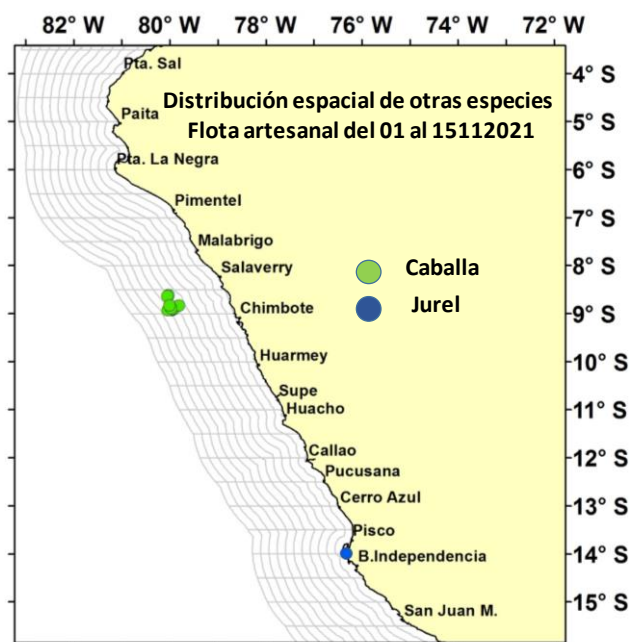 82° W 80° W 78° W 76° W 74° W 72° W
Pta. Sal
4° S
Distribución espacial de otras especies
Paita
5° S
Flota artesanal del 01 al 15112021
Pta. La Negra
6° S
Pimentel
7° S
Malabrigo
8° S
Salaverry
Caballa
Jurel
Chimbote
9° S
Huarmey
10° S
Supe
Huacho
11° S
Callao
12° S
Pucusana
Cerro Azul
13° S
Pisco
B.Independencia
14° S
San Juan M.
15° S